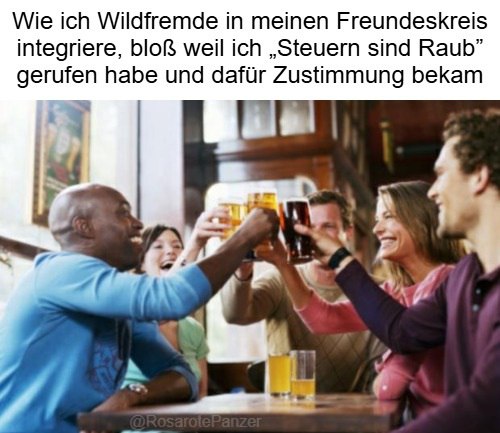 Wie ich Wildfremde in meinen Freundeskreis
integriere, bloß weil ich „Steuern sind Raub”
gerufen habe und dafür Zustimmung bekam
@RosarotePanzer